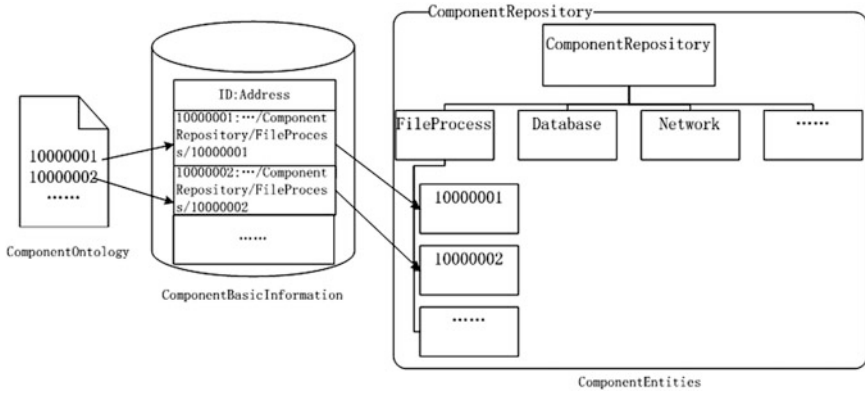 ComponentRepository
ComponentRepository
FileProcess
Database
Network
……
10000001
10000002
……
ComponentEntities
ID:Address
10000001:…/Component
Repository/FileProces
s/10000001
10000002:…/Component
Repository/FileProces
s/10000002
……
ComponentBasicInformation
10000001
10000002
……
ComponentOntology